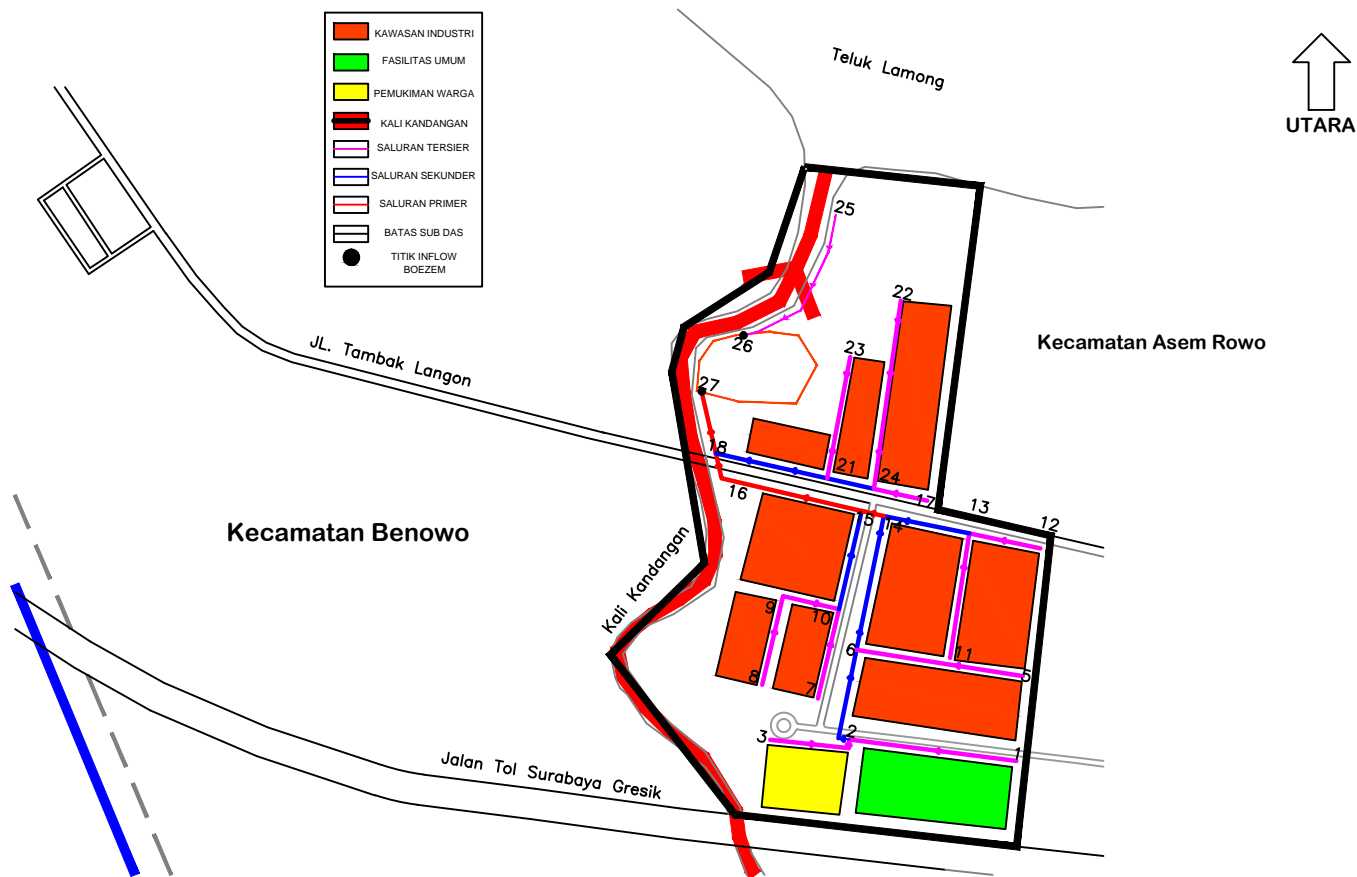 KAWASAN INDUSTRI
FASILITAS UMUM
PEMUKIMAN WARGA
KALI KANDANGAN
SALURAN TERSIER
SALURAN SEKUNDER
SALURAN PRIMER
BATAS SUB DAS
TITIK INFLOW
BOEZEM
Teluk Lamong
UTARA
25
22
26
23
Kecamatan Asem Rowo
JL. Tambak Langon
27
18
21
24
17
16
13
12
15
14
Kecamatan Benowo
Kali Kandangan
9
10
6
11
5
8
7
3
2
1
Jalan Tol Surabaya Gresik